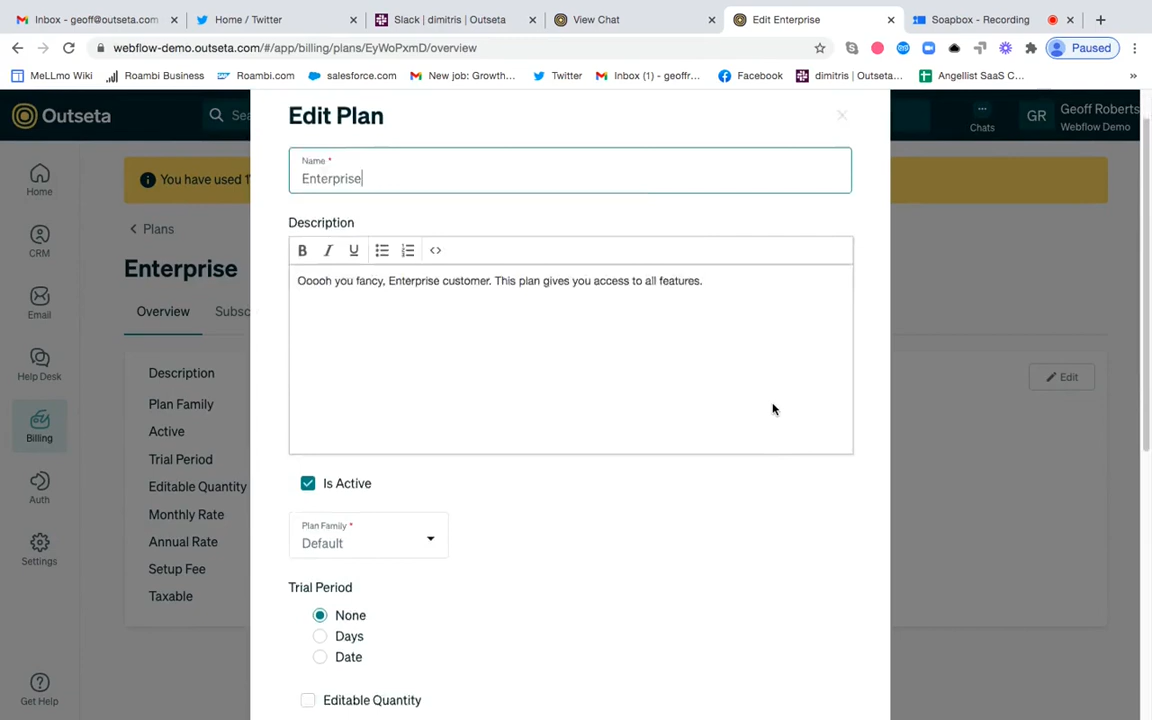 Inbox - geoff@outseta.com
Home / Twitter
Slack | dimitris | Outseta
View Chat
Edit Enterprise
Soapbox - Recording
webflow-demo.outseta.com/#/app/billing/plans/EyWoPxmD/overview
Paused
MeLLmo Wiki
Roambi Business
Roambi.com
salesforce.com
New job: Growth...
Twitter
Inbox (1) - geoffr...
Facebook
dimitris | Outseta...
Angellist SaaS C...
Outseta
Sea
Chats
GR
Geoff Roberts
Webflow Demo
Home
CRM
Email
Help Desk
Billing
Auth
Settings
Get Help
You have used 1
Plans
Enterprise
Overview
Subsc
Description
Plan Family
Active
Trial Period
Editable Quantity
Monthly Rate
Annual Rate
Setup Fee
Taxable
Edit
Edit Plan
Name *
Enterprise
Description
B I U
Ooooh you fancy, Enterprise customer. This plan gives you access to all features.
Is Active
Plan Family *
Default
Trial Period
None
Days
Date
Editable Quantity